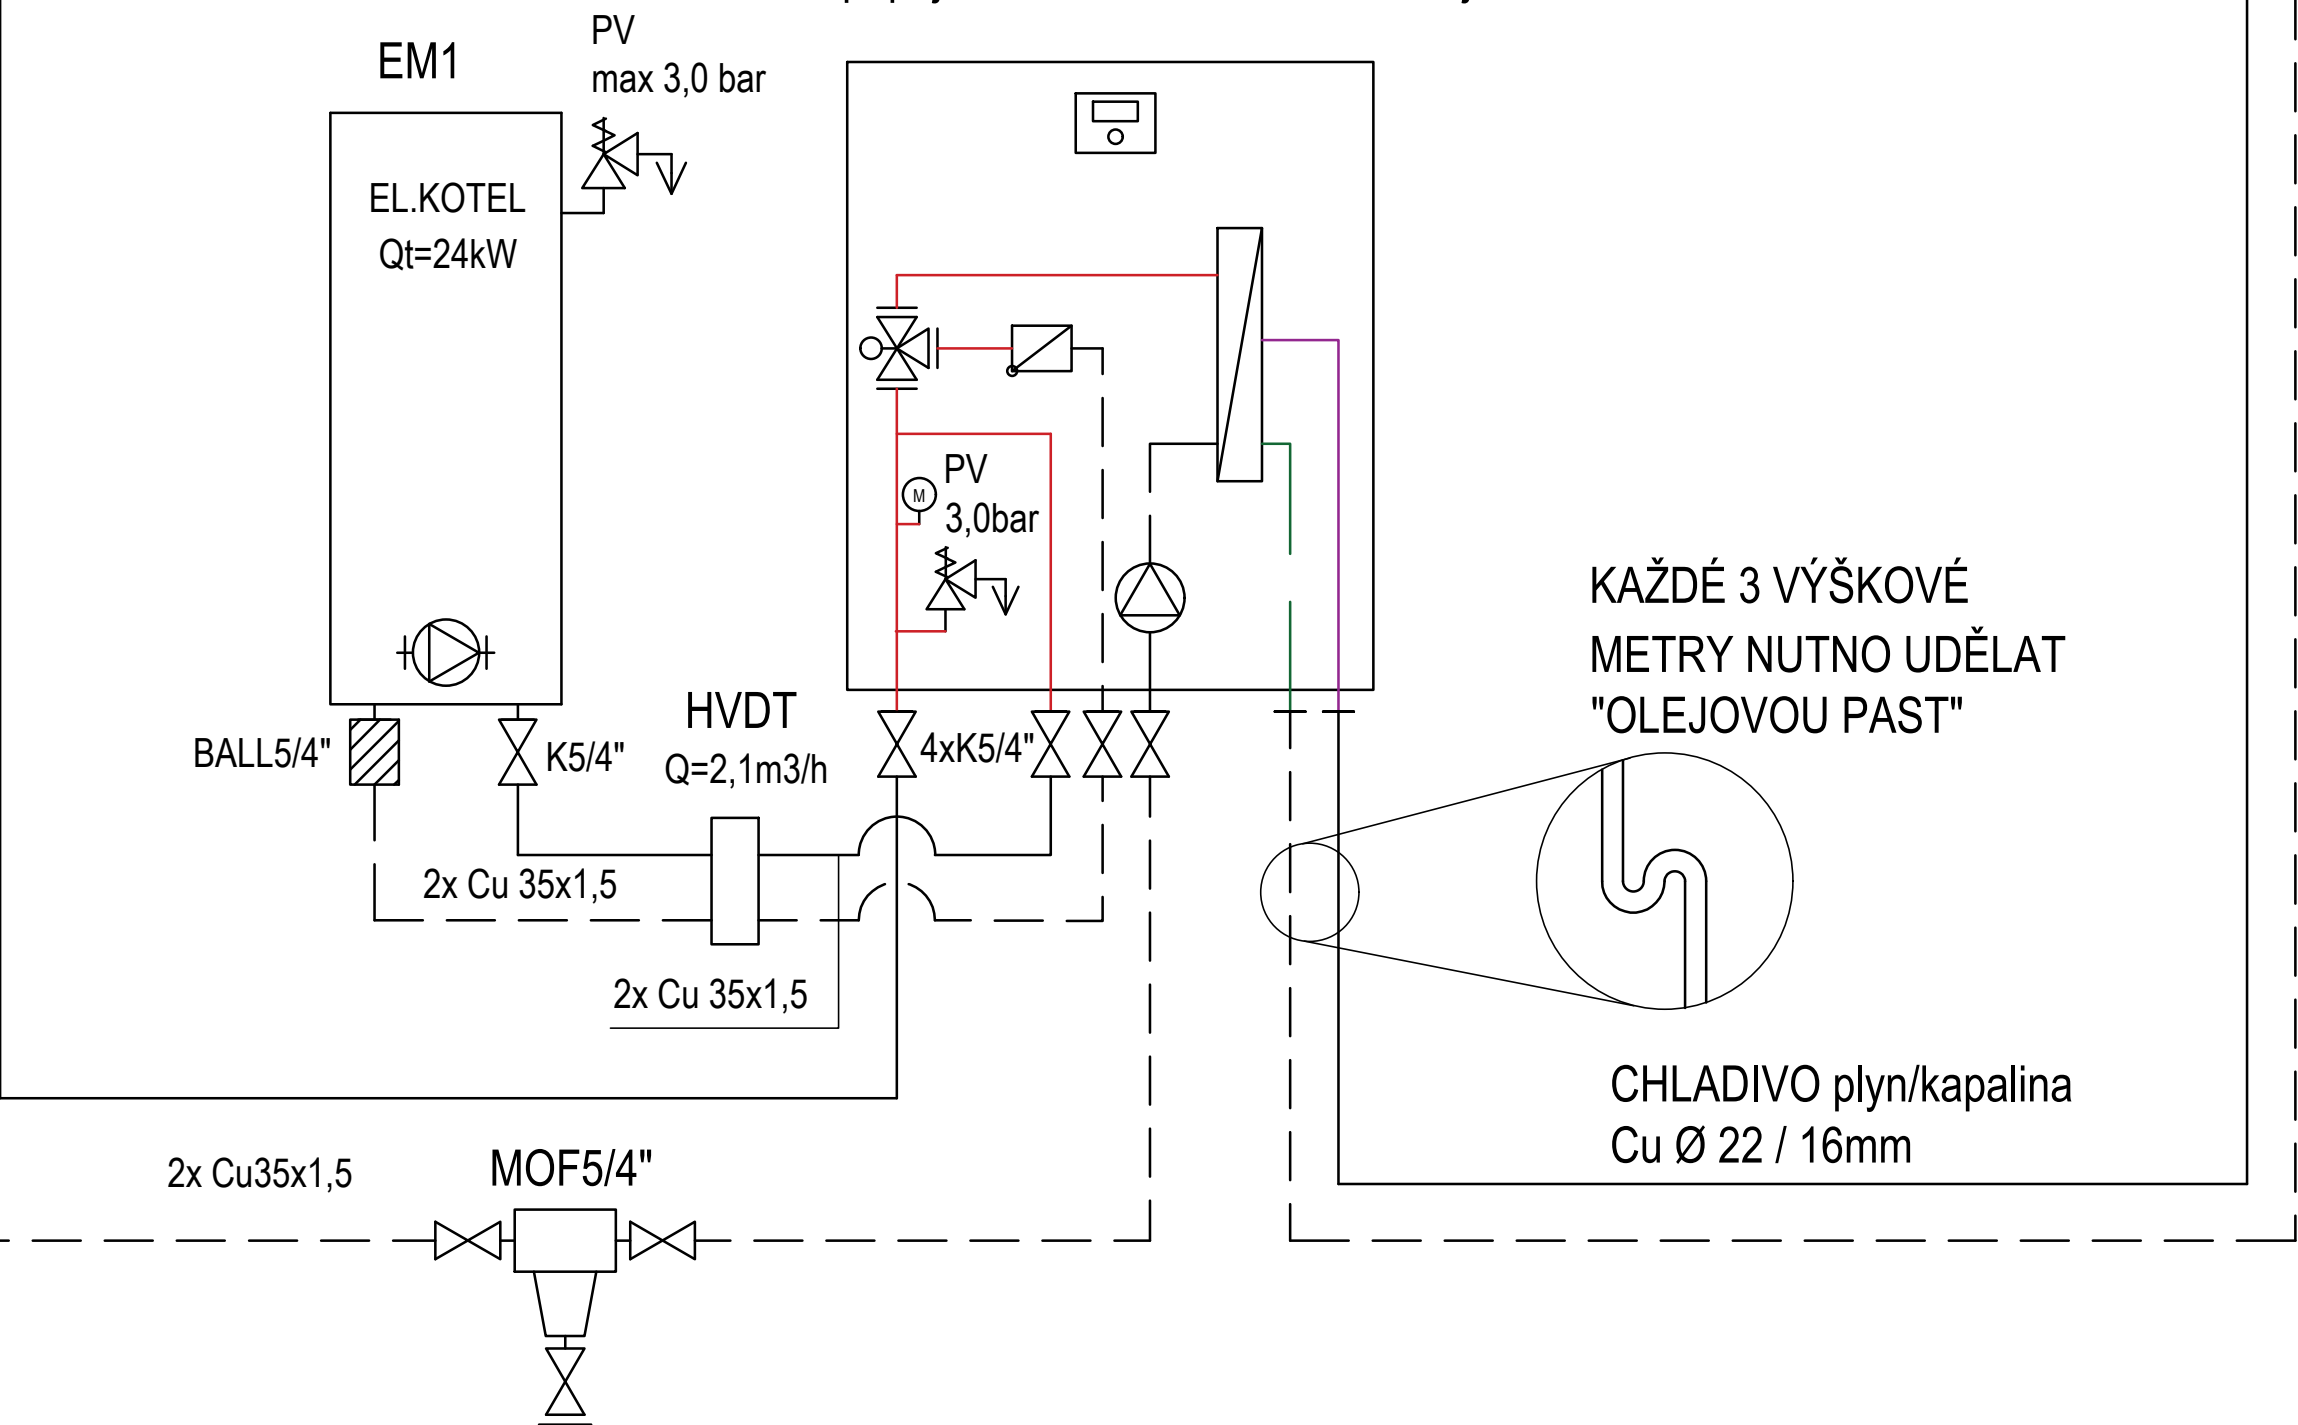 PV
max 3,0 bar
EM1
EL.KOTEL
Qt=24kW
PV
3,0bar
M
KAŽDÉ 3 VÝŠKOVÉ
METRY NUTNO UDĚLAT
"OLEJOVOU PAST"
HVDT
Q=2,1m3/h
BALL5/4"
K5/4"
4xK5/4"
2x Cu 35x1,5
2x Cu 35x1,5
CHLADIVO plyn/kapalina
Cu Ø 22 / 16mm
2x Cu35x1,5
MOF5/4"